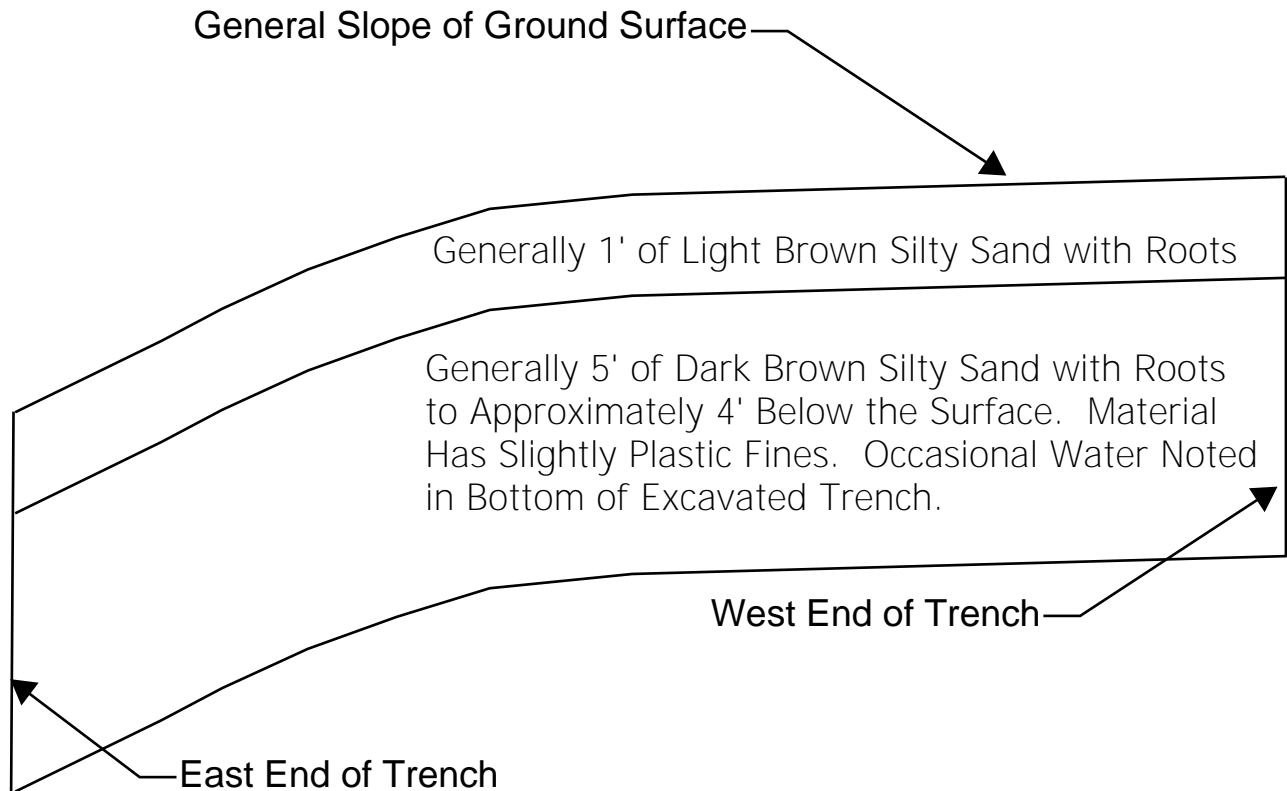 General Slope of Ground Surface
Generally 1' of Light Brown Silty Sand with Roots
Generally 5' of Dark Brown Silty Sand with Roots
to Approximately 4' Below the Surface.  Material
Has Slightly Plastic Fines.  Occasional Water Noted
in Bottom of Excavated Trench.
West End of Trench
East End of Trench